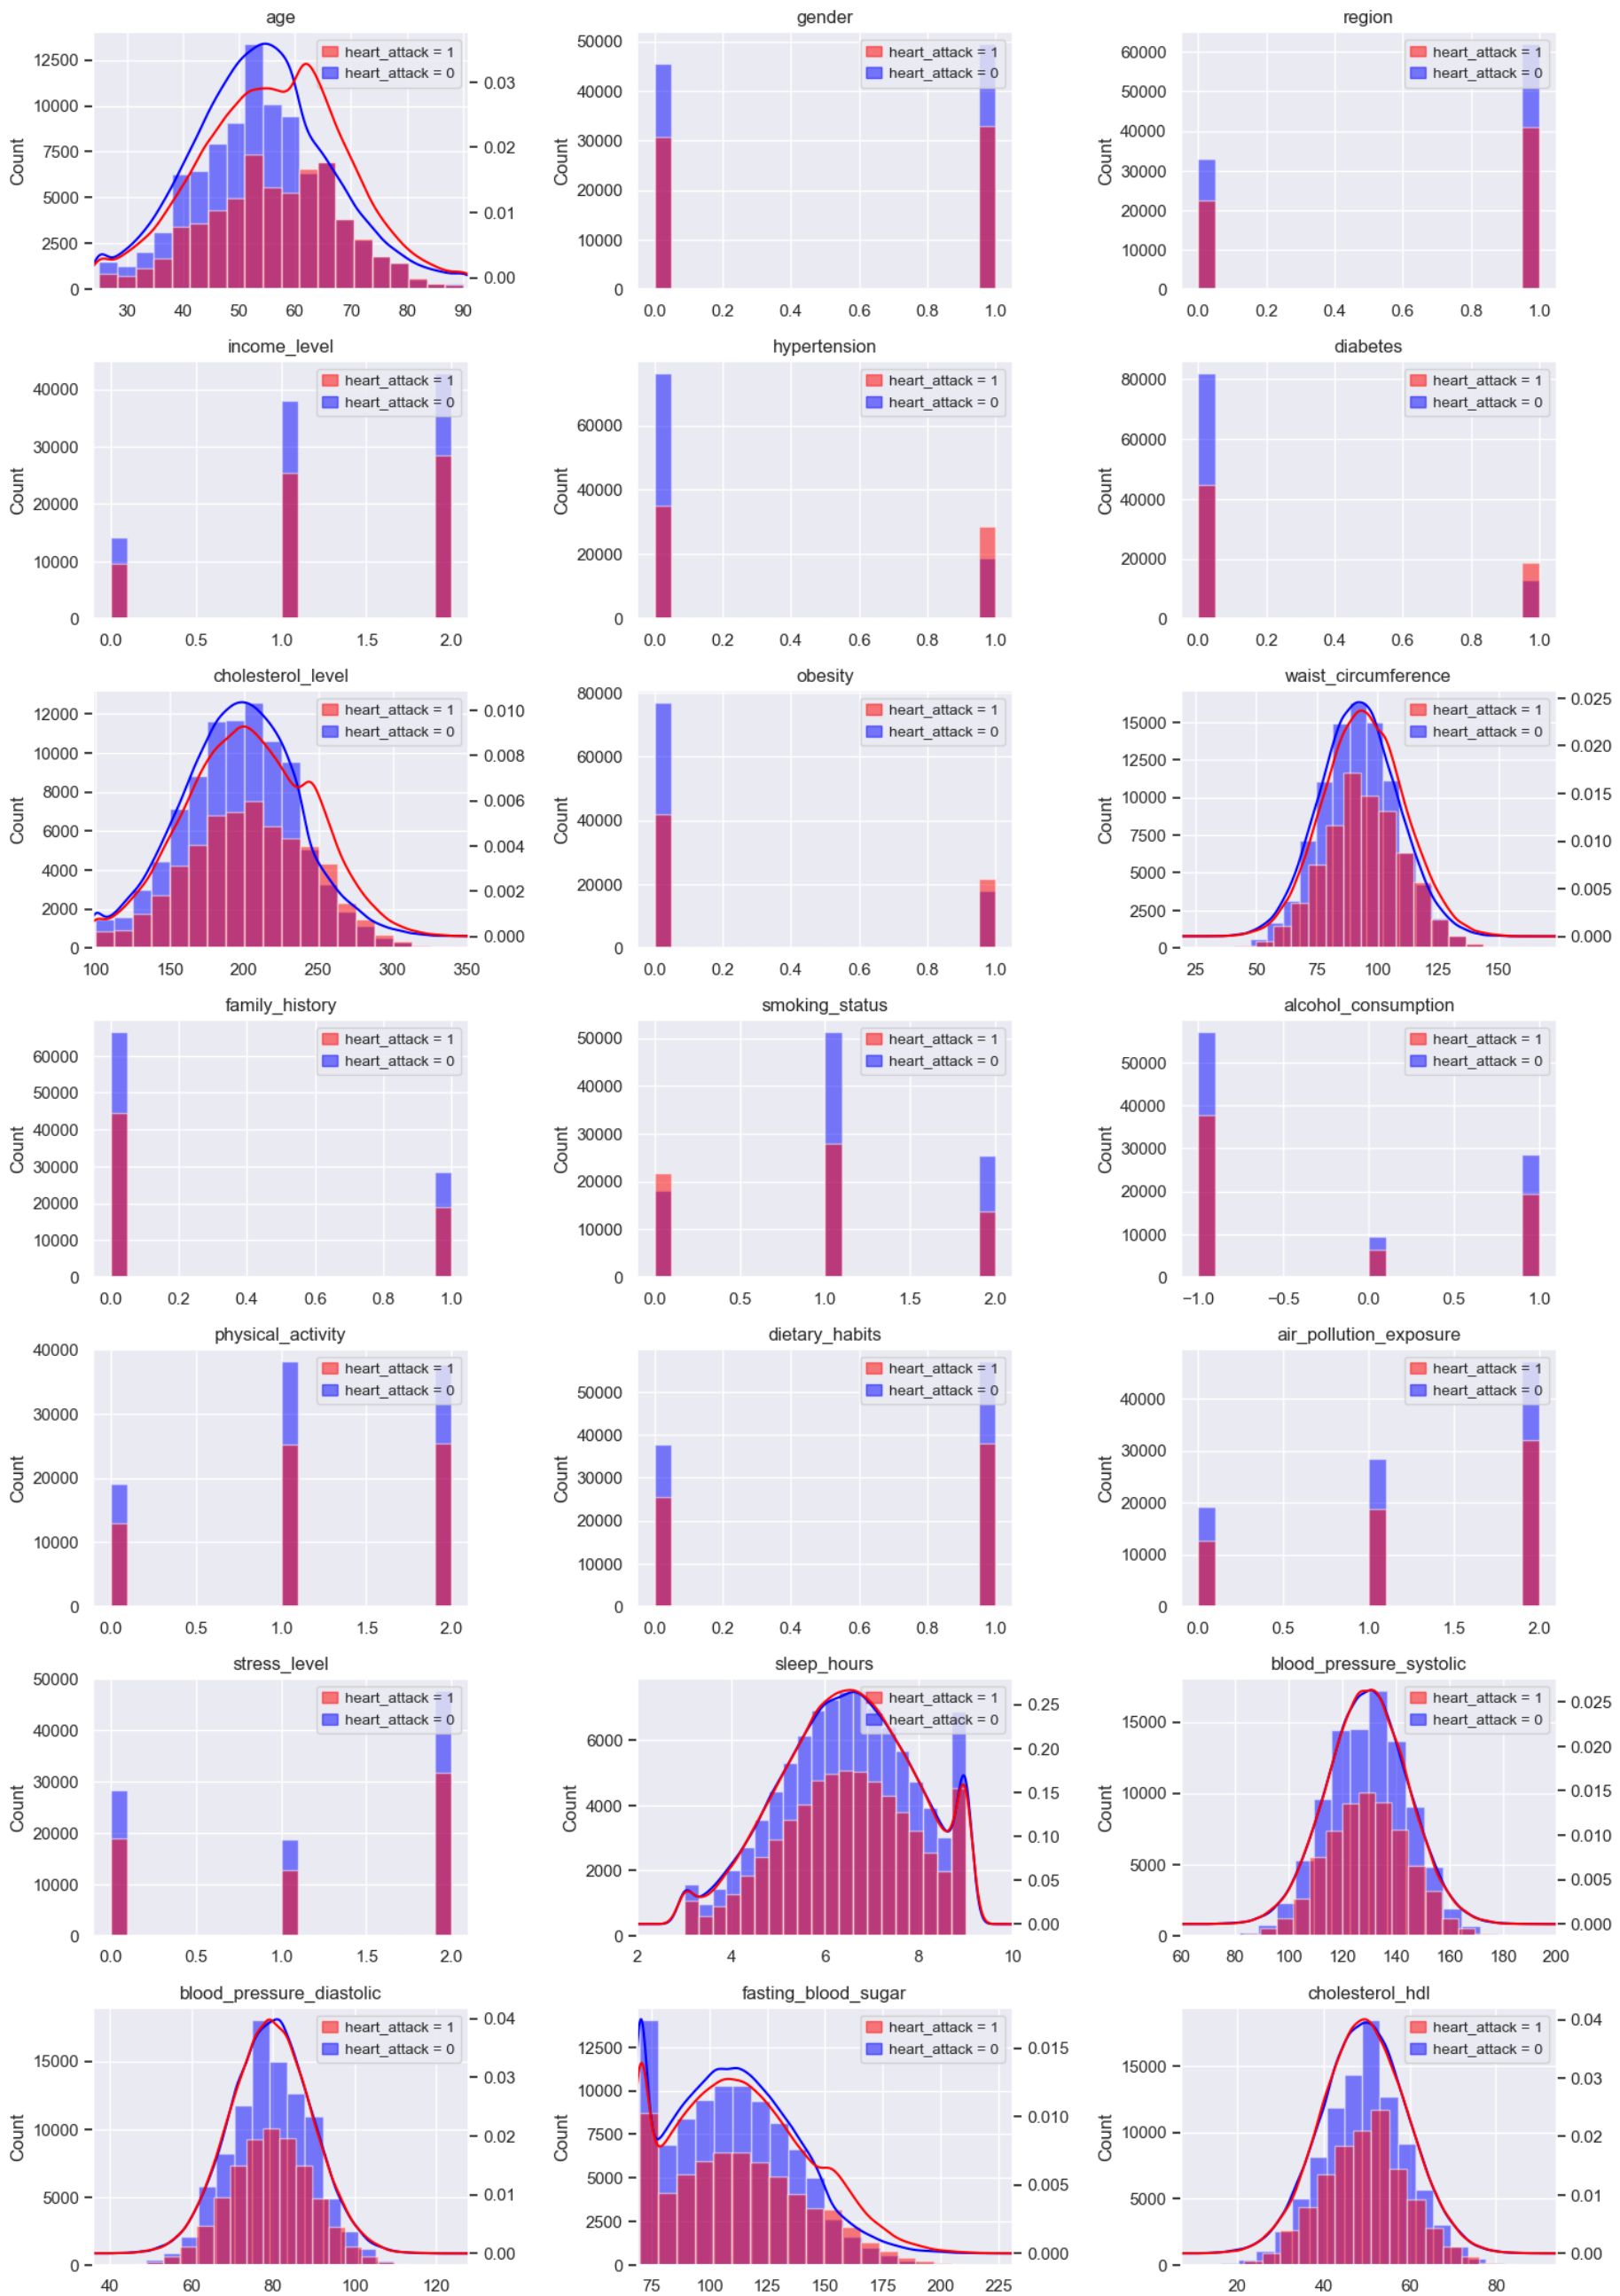 age
heart_attack = 1
heart_attack = 0
Count
12500
10000
7500
5000
2500
0
0.03
0.02
0.01
0.00
30 40 50 60 70 80 90
gender
heart_attack = 1
heart_attack = 0
Count
50000
40000
30000
20000
10000
0
0.0 0.2 0.4 0.6 0.8 1.0
region
heart_attack = 1
heart_attack = 0
Count
60000
50000
40000
30000
20000
10000
0
0.0 0.2 0.4 0.6 0.8 1.0
income_level
heart_attack = 1
heart_attack = 0
Count
40000
30000
20000
10000
0
0.0 0.5 1.0 1.5 2.0
hypertension
heart_attack = 1
heart_attack = 0
Count
60000
40000
20000
0
0.0 0.2 0.4 0.6 0.8 1.0
diabetes
heart_attack = 1
heart_attack = 0
Count
80000
60000
40000
20000
0
0.0 0.2 0.4 0.6 0.8 1.0
cholesterol_level
heart_attack = 1
heart_attack = 0
Count
12000
10000
8000
6000
4000
2000
0
0.010
0.008
0.006
0.004
0.002
0.000
100 150 200 250 300 350
obesity
heart_attack = 1
heart_attack = 0
Count
80000
60000
40000
20000
0
0.0 0.2 0.4 0.6 0.8 1.0
waist_circumference
heart_attack = 1
heart_attack = 0
Count
15000
12500
10000
7500
5000
2500
0
0.025
0.020
0.015
0.010
0.005
0.000
25 50 75 100 125 150
family_history
heart_attack = 1
heart_attack = 0
Count
60000
50000
40000
30000
20000
10000
0
0.0 0.2 0.4 0.6 0.8 1.0
smoking_status
heart_attack = 1
heart_attack = 0
Count
50000
40000
30000
20000
10000
0
0.0 0.5 1.0 1.5 2.0
alcohol_consumption
heart_attack = 1
heart_attack = 0
Count
50000
40000
30000
20000
10000
0
−1.0 −0.5 0.0 0.5 1.0
physical_activity
heart_attack = 1
heart_attack = 0
Count
40000
30000
20000
10000
0
0.0 0.5 1.0 1.5 2.0
dietary_habits
heart_attack = 1
heart_attack = 0
Count
50000
40000
30000
20000
10000
0
0.0 0.2 0.4 0.6 0.8 1.0
air_pollution_exposure
heart_attack = 1
heart_attack = 0
Count
40000
30000
20000
10000
0
0.0 0.5 1.0 1.5 2.0
stress_level
heart_attack = 1
heart_attack = 0
Count
50000
40000
30000
20000
10000
0
0.0 0.5 1.0 1.5 2.0
sleep_hours
heart_attack = 1
heart_attack = 0
Count
6000
4000
2000
0
0.25
0.20
0.15
0.10
0.05
0.00
2 4 6 8 10
blood_pressure_systolic
heart_attack = 1
heart_attack = 0
Count
15000
10000
5000
0
0.025
0.020
0.015
0.010
0.005
0.000
60 80 100 120 140 160 180 200
blood_pressure_diastolic
heart_attack = 1
heart_attack = 0
Count
15000
10000
5000
0
0.04
0.03
0.02
0.01
0.00
40 60 80 100 120
fasting_blood_sugar
heart_attack = 1
heart_attack = 0
Count
12500
10000
7500
5000
2500
0
0.015
0.010
0.005
0.000
75 100 125 150 175 200 225
cholesterol_hdl
heart_attack = 1
heart_attack = 0
Count
15000
10000
5000
0
0.04
0.03
0.02
0.01
0.00
20 40 60 80